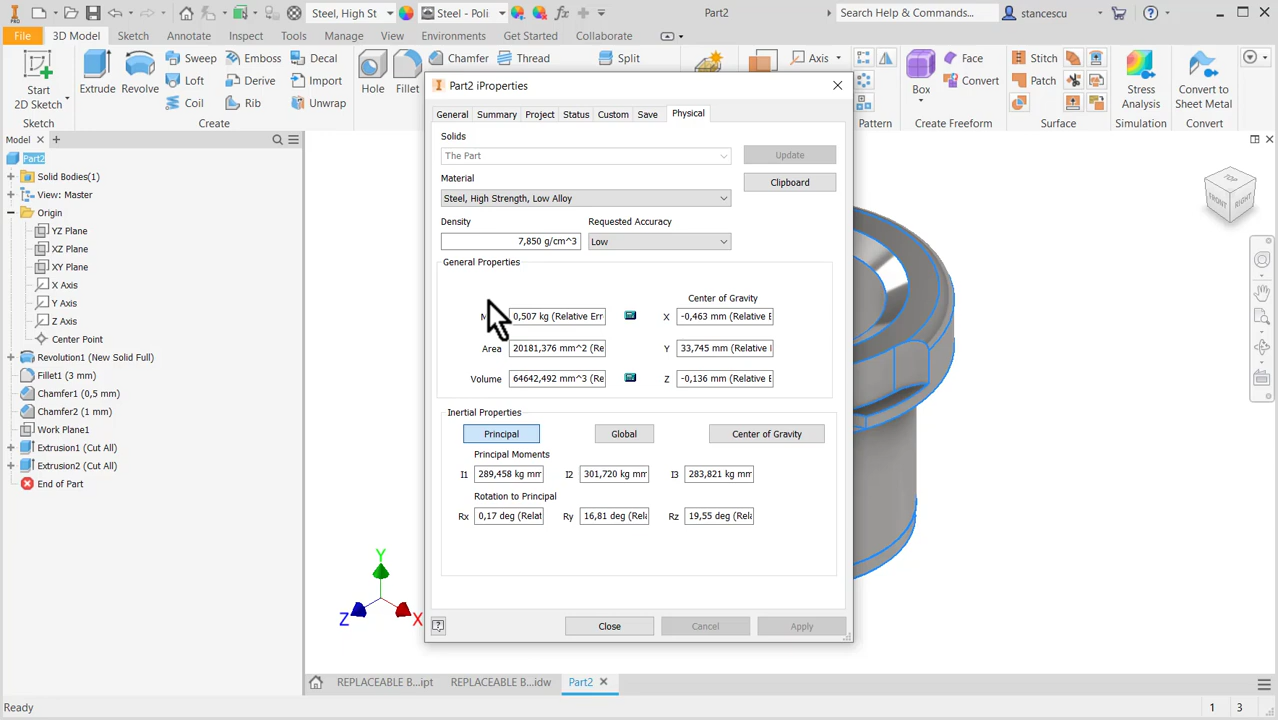 Steel, High St
Steel - Poli
Part2
Search Help & Commands...
stancescu
PRO
File
3D Model
Sketch
Annotate
Inspect
Tools
Manage
View
Environments
Get Started
Collaborate
Start
2D Sketch
Extrude
Revolve
Sweep
Emboss
Decal
Loft
Derive
Import
Coil
Rib
Unwrap
Hole
Fillet
Chamfer
Thread
Split
Axis
Box
Face
Convert
Stitch
Patch
Stress
Analysis
Convert to
Sheet Metal
Sketch
Create
Pattern
Create Freeform
Surface
Simulation
Convert
Model
Part2
Solid Bodies(1)
View: Master
Origin
YZ Plane
XZ Plane
XY Plane
X Axis
Y Axis
Z Axis
Center Point
Revolution1 (New Solid Full)
Fillet1 (3 mm)
Chamfer1 (0,5 mm)
Chamfer2 (1 mm)
Work Plane1
Extrusion1 (Cut All)
Extrusion2 (Cut All)
End of Part
Part2 iProperties
General
Summary
Project
Status
Custom
Save
Physical
Solids
The Part
Update
Material
Clipboard
Steel, High Strength, Low Alloy
Density
Requested Accuracy
7,850 g/cm^3
Low
General Properties
Center of Gravity
0,507 kg (Relative Err
X
-0,463 mm (Relative E
Area
20181,376 mm^2 (Re
Y
33,745 mm (Relative
Volume
64642,492 mm^3 (Re
Z
-0,136 mm (Relative E
Inertial Properties
Principal
Global
Center of Gravity
Principal Moments
I1
289,458 kg mm
I2
301,720 kg mm
I3
283,821 kg mm
Rotation to Principal
Rx
0,17 deg (Relat
Ry
16,81 deg (Rela
Rz
19,55 deg (Rela
Close
Cancel
Apply
TOP
FRONT
RIGHT
Y
Z
X
REPLACEABLE B...ipt
REPLACEABLE B...idw
Part2
Ready
1
3